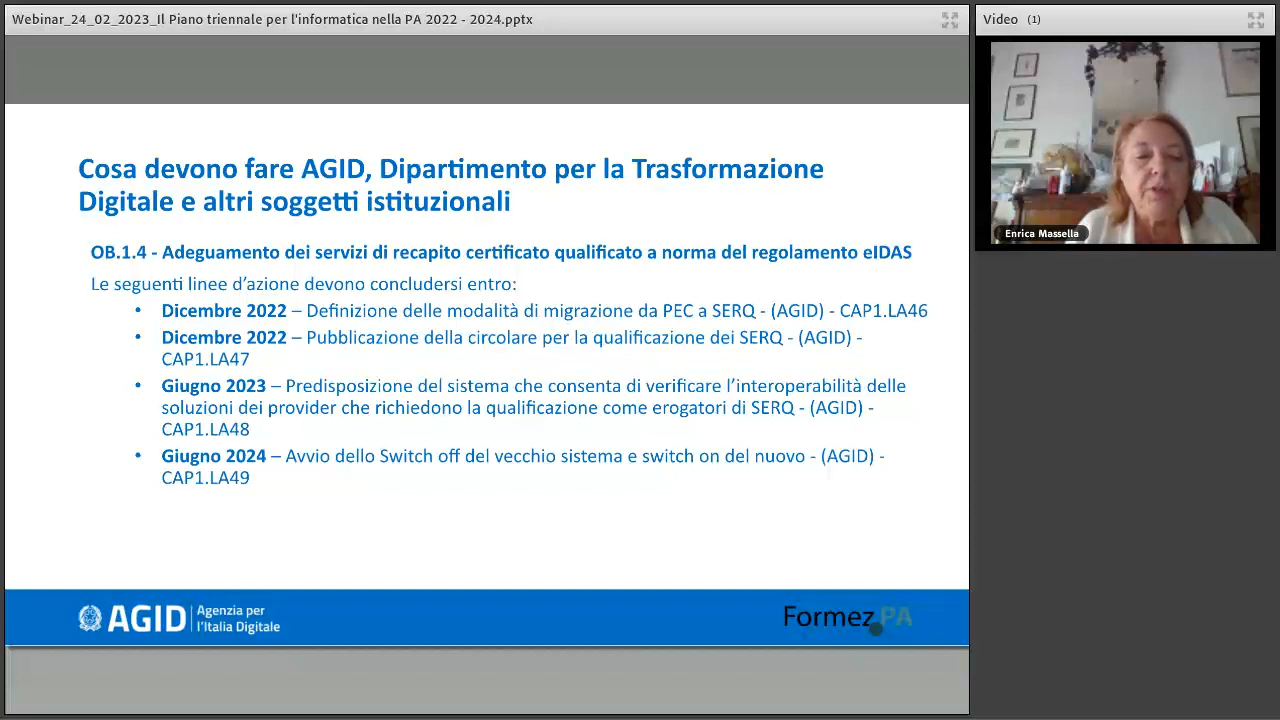 Webinar_24_02_2023_Il Piano triennale per l'informatica nella PA 2022 - 2024.pptx
Video (1)
Enrica Massella
Cosa devono fare AGID, Dipartimento per la Trasformazione
Digitale e altri soggetti istituzionali
OB.1.4 - Adeguamento dei servizi di recapito certificato qualificato a norma del regolamento eIDAS
Le seguenti linee d’azione devono concludersi entro:
• Dicembre 2022 – Definizione delle modalità di migrazione da PEC a SERQ - (AGID) - CAP1.LA46
• Dicembre 2022 – Pubblicazione della circolare per la qualificazione dei SERQ - (AGID) -
CAP1.LA47
• Giugno 2023 – Predisposizione del sistema che consenta di verificare l’interoperabilità delle
soluzioni dei provider che richiedono la qualificazione come erogatori di SERQ - (AGID) -
CAP1.LA48
• Giugno 2024 – Avvio dello Switch off del vecchio sistema e switch on del nuovo - (AGID) -
CAP1.LA49
AGID
Agenzia per
l’Italia Digitale
Formez PA